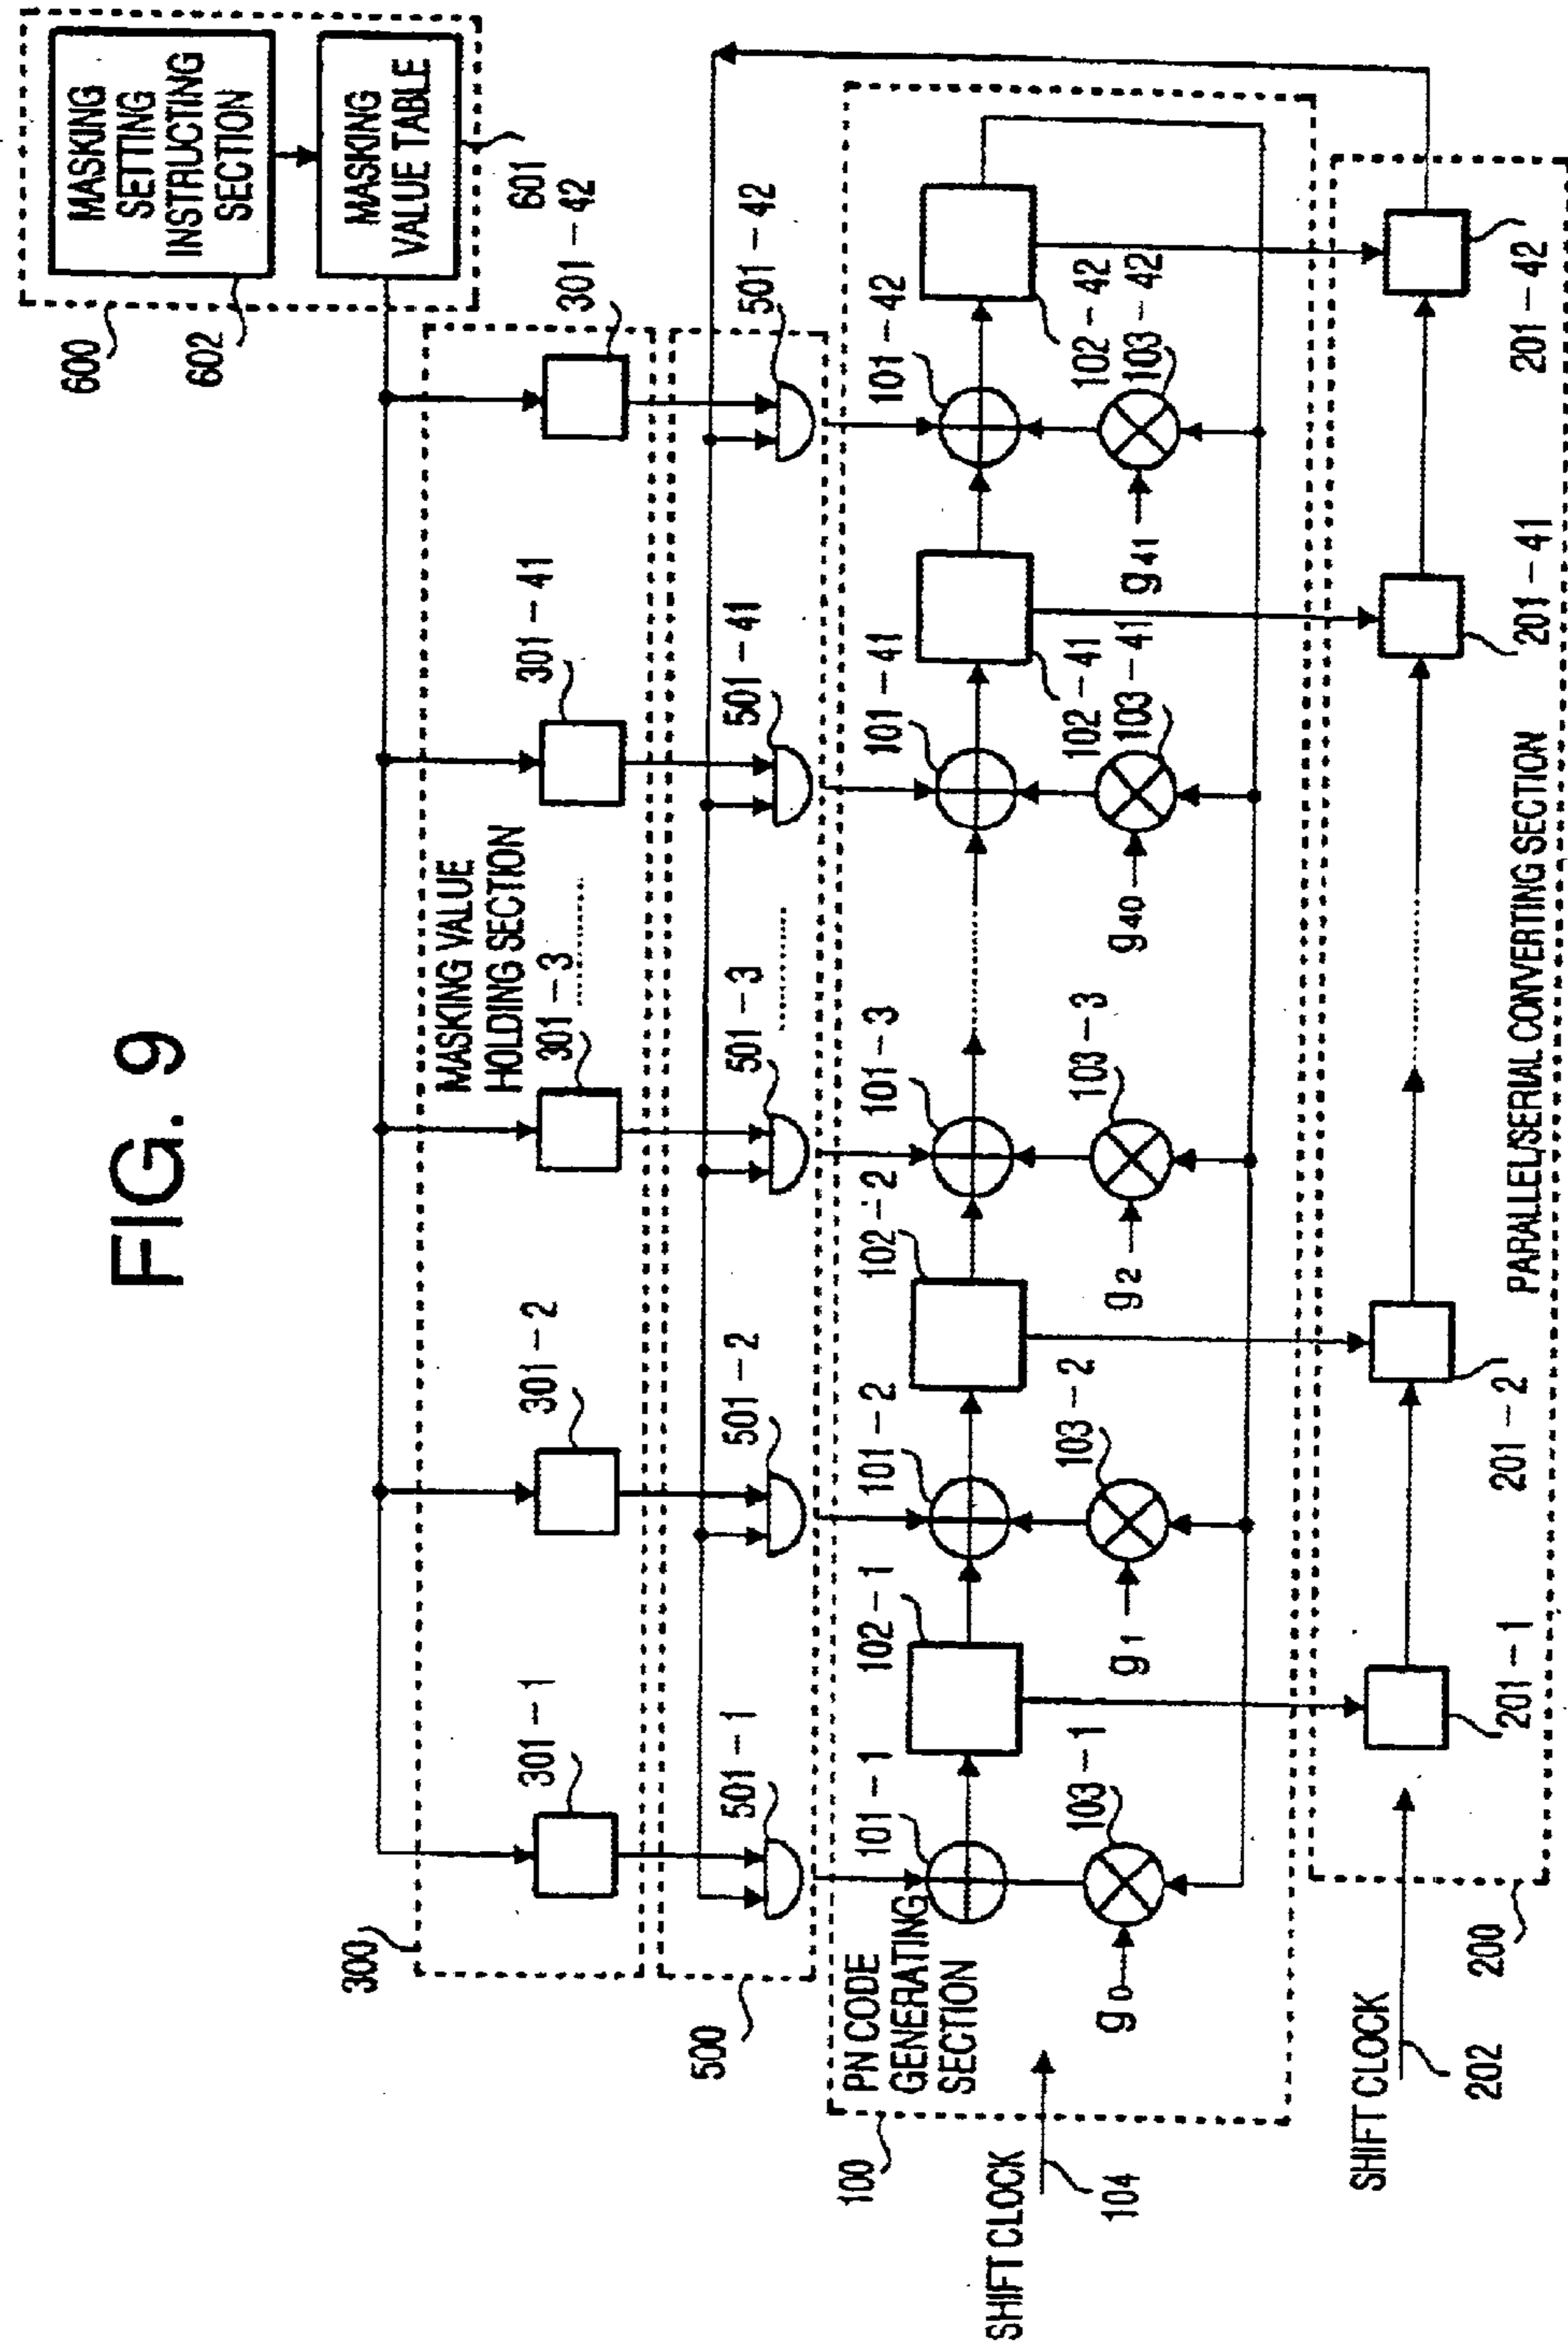 FIG. 9
600
602
MASKING
SETTING
INSTRUCTING
SECTION
MASKING
VALUE TABLE
601
300
301-1
301-2
MASKING VALUE
HOLDING SECTION
301-3
301-41
301-42
500
501-1
501-2
501-3
501-41
501-42
100
PN CODE
GENERATING
SECTION
101-1
102-1
101-2
102-2
101-3
101-41
102-41
101-42
102-42
103-1
103-2
103-3
103-41
103-42
g0
g1
g2
g40
g41
SHIFT CLOCK
104
SHIFT CLOCK
202
200
201-1
201-2
PARALLEL/SERIAL CONVERTING SECTION
201-41
201-42